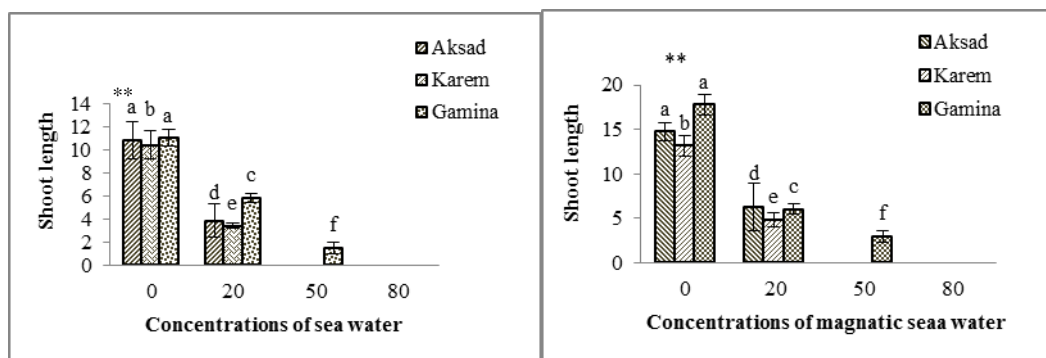 Aksad
Karem
Gamina
**
a b a
14
12
10
8
6
4
2
0
d e c
f
Shoot length
0 20 50 80
Concentrations of sea water
Aksad
Karem
Gamina
**
a b a
20
15
10
5
0
d e c
f
Shoot length
0 20 50 80
Concentrations of magnatic seaa water